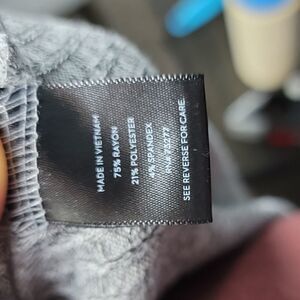 MADE IN VIETNAM
75% RAYON
21% POLYESTER
4% SPANDEX
SEE REVERSE FOR CARE